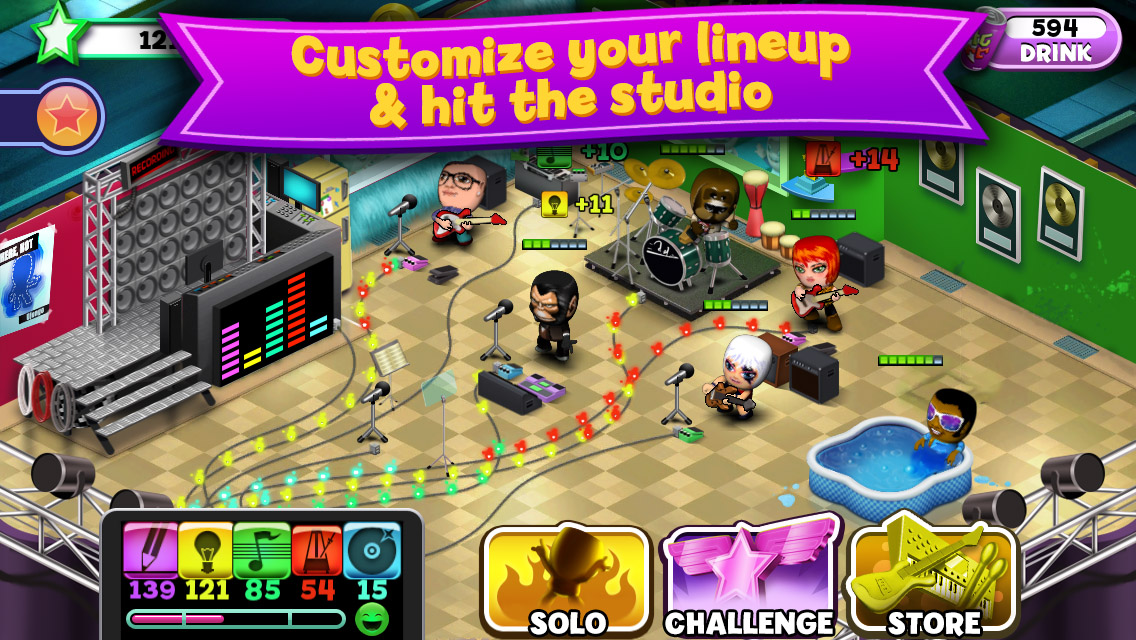 Customize your lineup
& hit the studio
594
DRINK
RECORDING
+10
+14
+11
139
121
85
54
15
SOLO
CHALLENGE
STORE